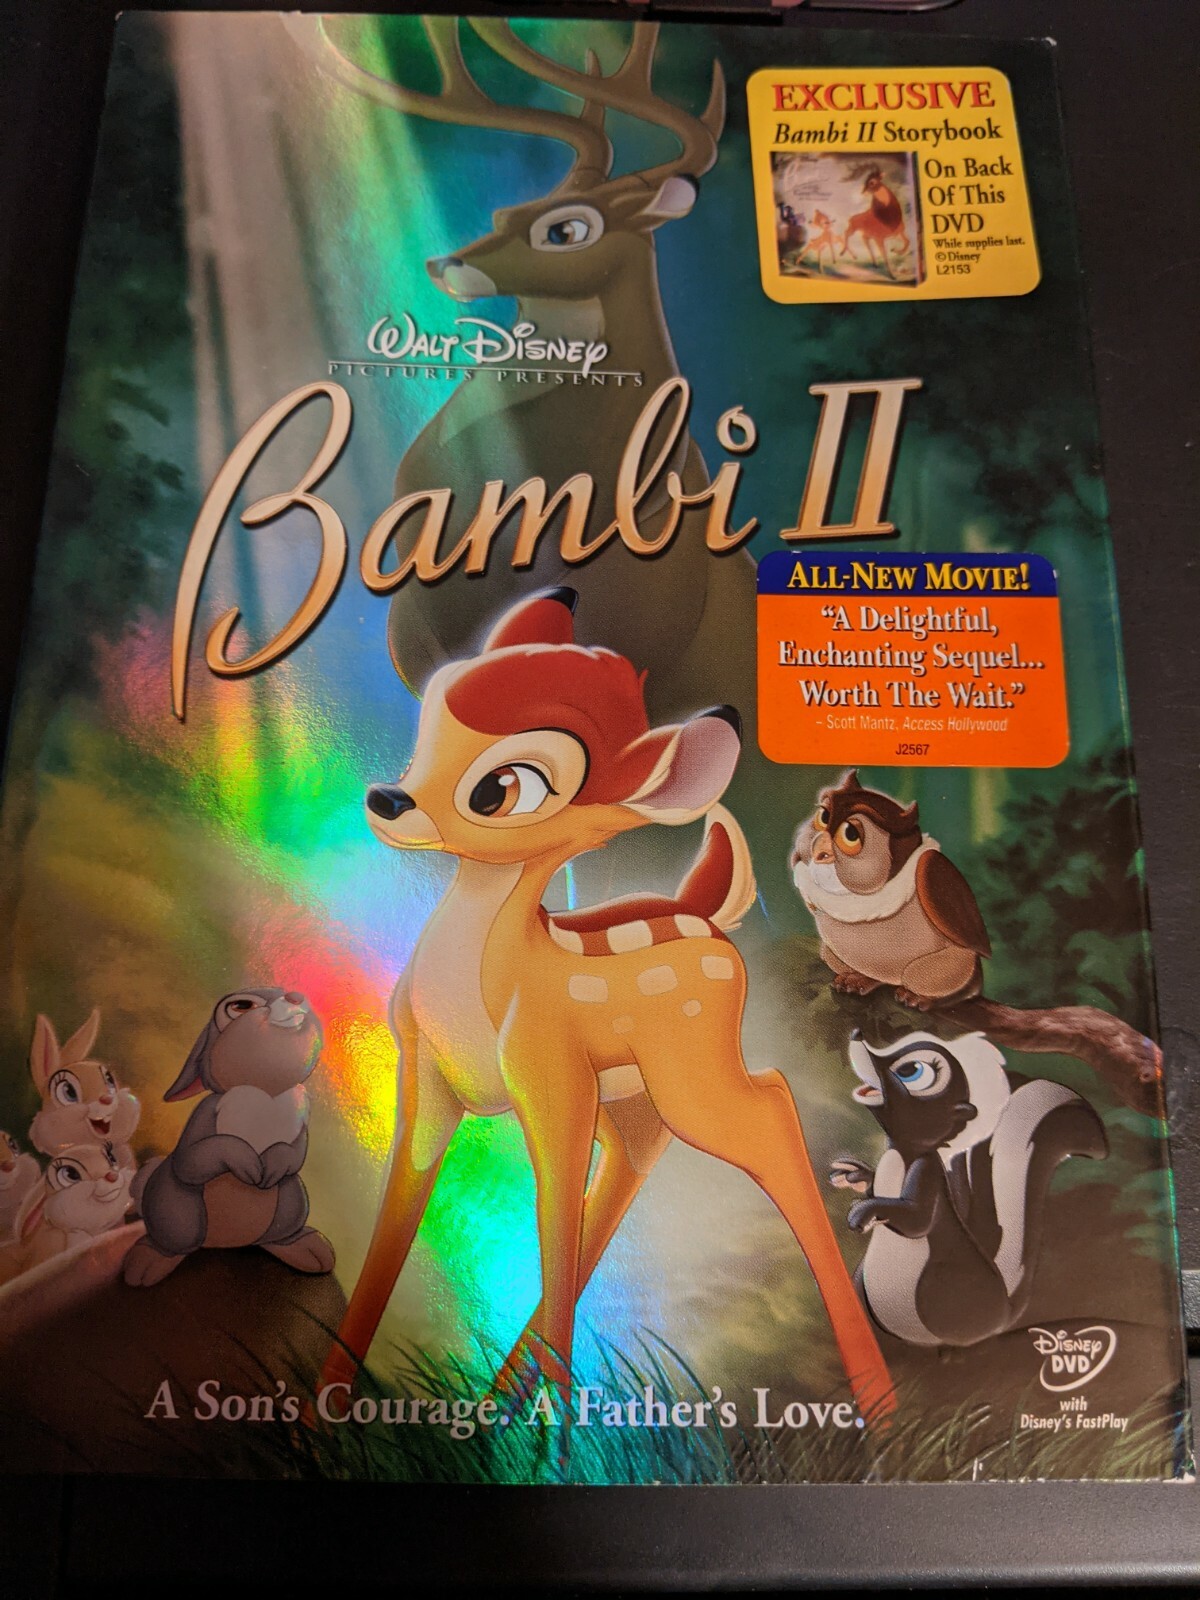 EXCLUSIVE
Bambi II Storybook
On Back
Of This
DVD
While supplies last.
©Disney
L2153
WALT DISNEY
PICTURES PRESENTS
Bambi II
ALL-NEW MOVIE!
“A Delightful,
Enchanting Sequel...
Worth The Wait.”
– Scott Mantz, Access Hollywood
J2567
A Son's Courage. A Father's Love.
DISNEY
DVD
with
Disney's FastPlay